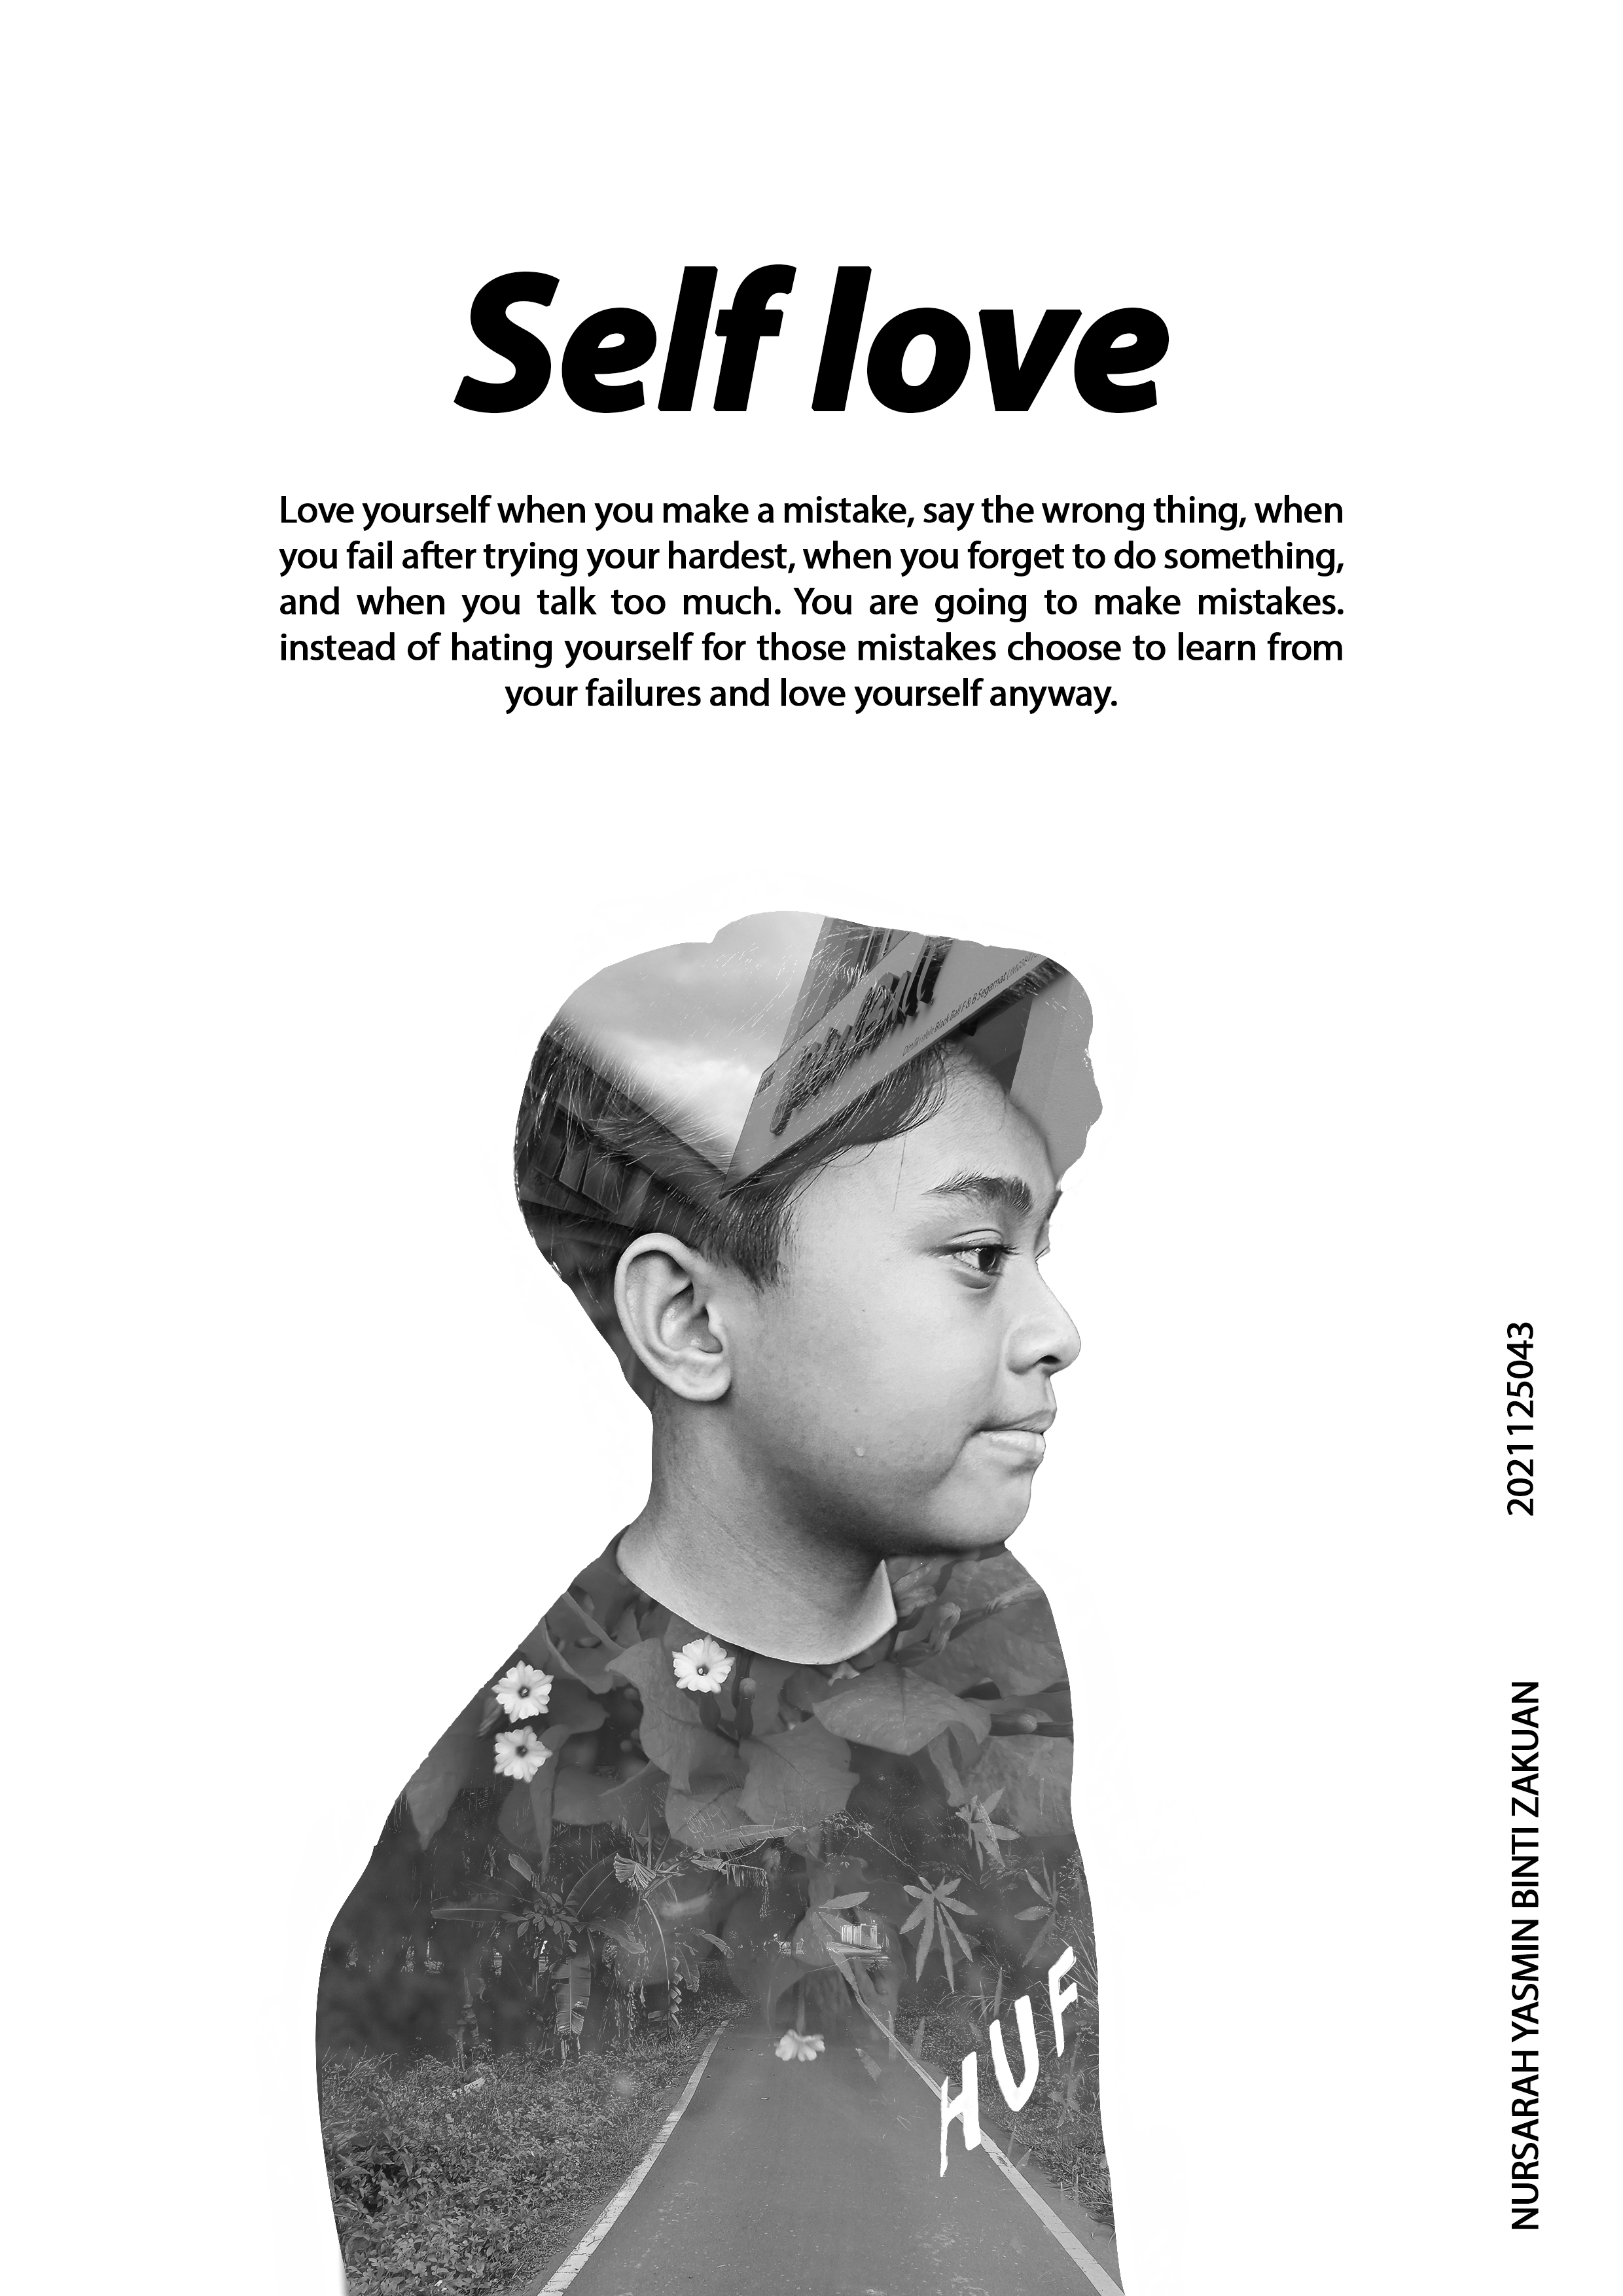 Self love
Love yourself when you make a mistake, say the wrong thing, when
you fail after trying your hardest, when you forget to do something,
and when you talk too much. You are going to make mistakes.
instead of hating yourself for those mistakes choose to learn from
your failures and love yourself anyway.
Black Ball F&B Segamat
HUF
2021125043
NURSARAH YASMIN BINTI ZAKUAN